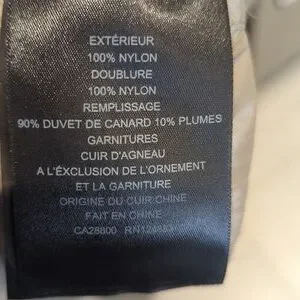 EXTÉRIEUR
100% NYLON
DOUBLURE
100% NYLON
REMPLISSAGE
90% DUVET DE CANARD 10% PLUMES
GARNITURES
CUIR D'AGNEAU
A L'ÉXCLUSION DE L'ORNEMENT
ET LA GARNITURE
ORIGINE DU CUIR CHINE
FAIT EN CHINE
CA28800